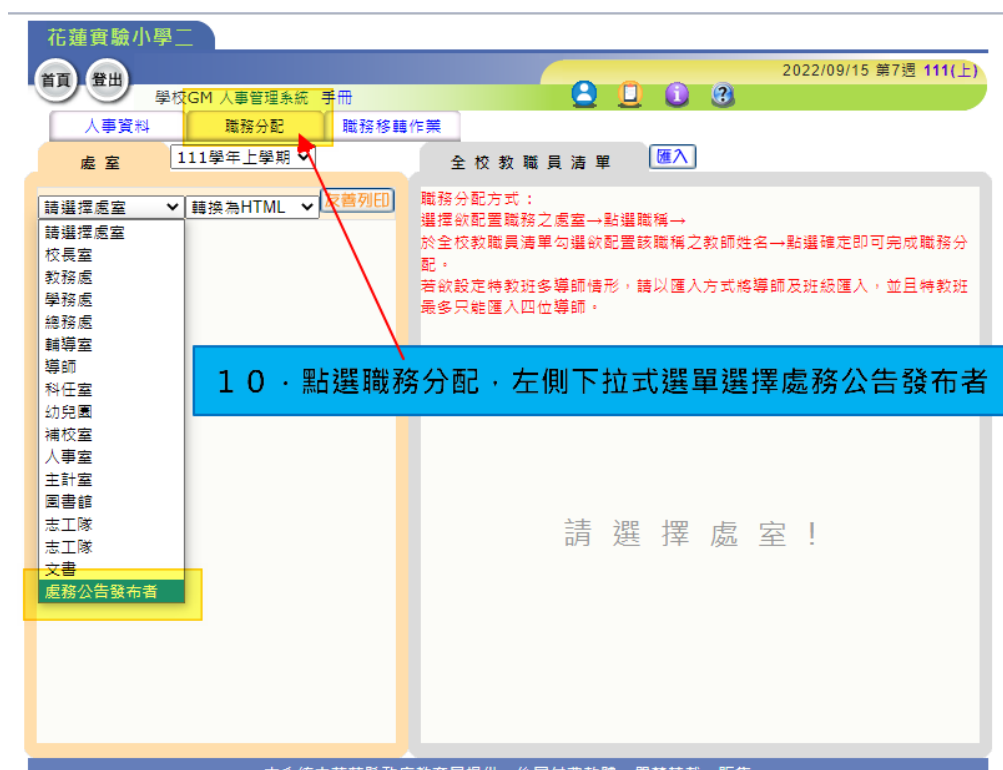 花蓮實驗小學二
首頁 登出
2022/09/15 第7週 111(上)
學校GM 人事管理系統 手冊
人事資料 職務分配 職務移轉作業
處室 111學年上學期
全校教職員清單 匯入
請選擇處室 轉換為HTML 友善列印
請選擇處室
校長室
教務處
學務處
總務處
輔導室
導師
科任室
幼兒園
補校室
人事室
主計室
圖書館
志工隊
志工隊
文書
處務公告發布者
職務分配方式：
選擇欲配置職務之處室→點選職稱→
於全校教職員清單勾選欲配置該職稱之教師姓名→點選確定即可完成職務分
配。
若欲設定特教班多導師情形，請以匯入方式將導師及班級匯入，並且特教班
最多只能匯入四位導師。
１０．點選職務分配，左側下拉式選單選擇處務公告發布者
請選擇處室！